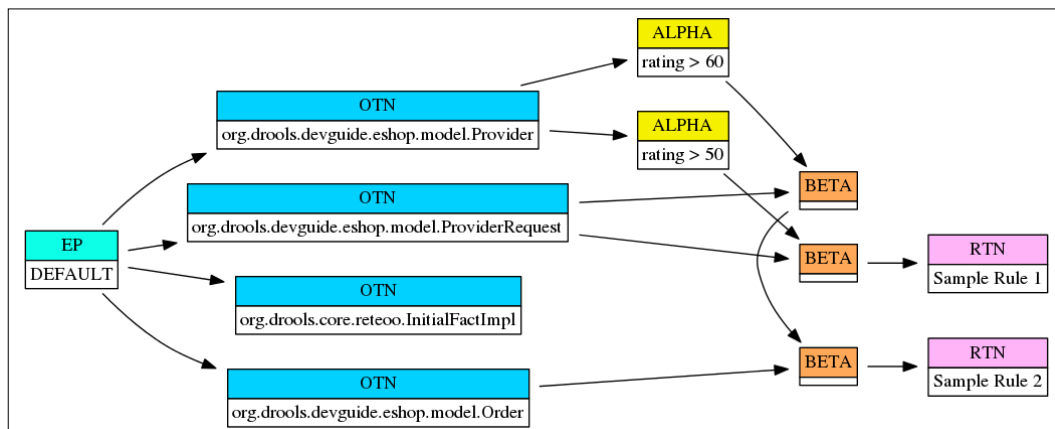 ALPHA
rating > 60
OTN
org.drools.devguide.eshop.model.Provider
ALPHA
rating > 50
BETA
OTN
org.drools.devguide.eshop.model.ProviderRequest
EP
DEFAULT
BETA
RTN
Sample Rule 1
OTN
org.drools.core.reteoo.InitialFactImpl
BETA
RTN
Sample Rule 2
OTN
org.drools.devguide.eshop.model.Order